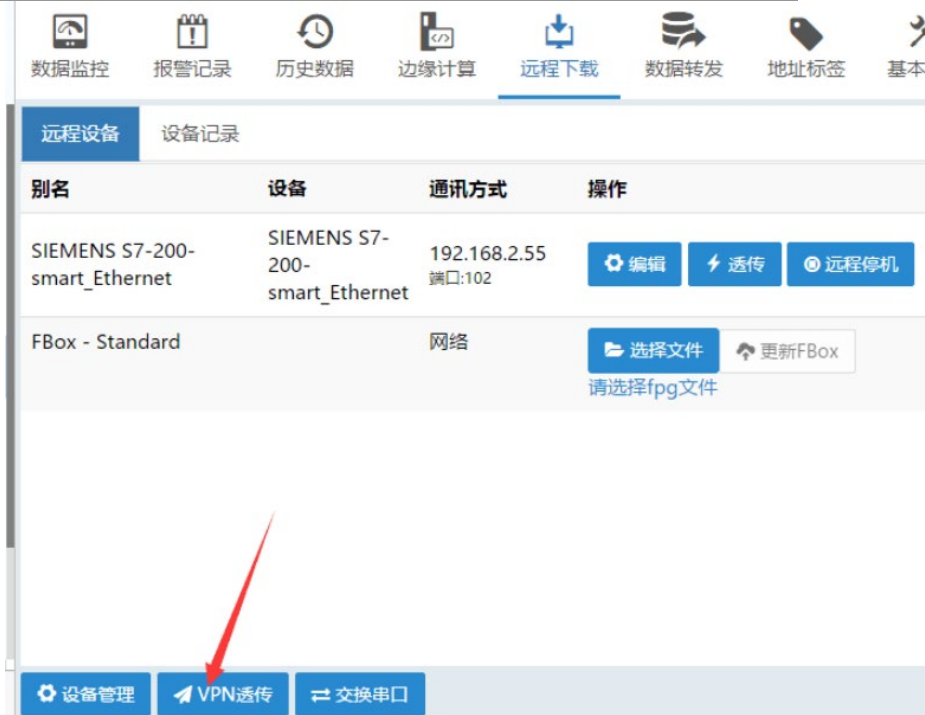 数据监控 报警记录 历史数据 边缘计算 远程下载 数据转发 地址标签 基本
远程设备 设备记录
别名 设备 通讯方式 操作
SIEMENS S7-200-smart_Ethernet
SIEMENS S7-200-smart_Ethernet
192.168.2.55
端口:102
编辑 透传 远程停机
FBox - Standard 网络 选择文件 更新FBox
请选择fpg文件
设备管理 VPN透传 交换串口